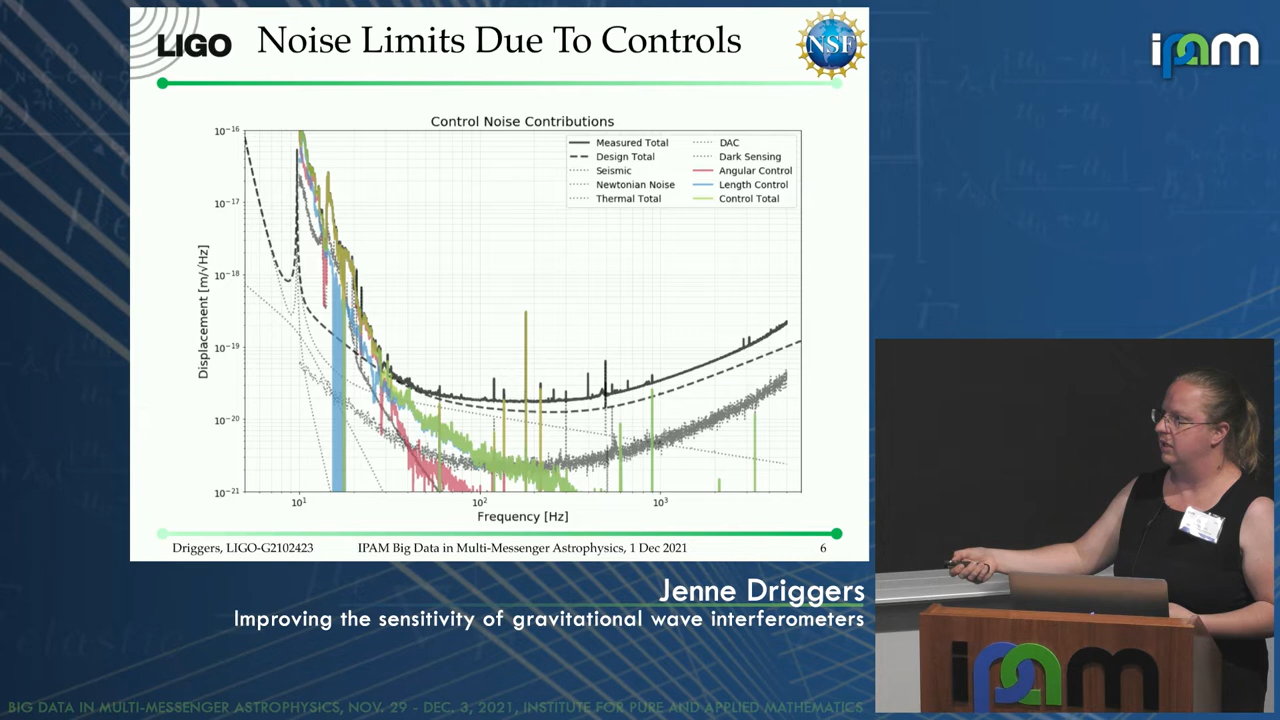 LIGO
Noise Limits Due To Controls
NSF
ipam
Control Noise Contributions
Measured Total
Design Total
Seismic
Newtonian Noise
Thermal Total
DAC
Dark Sensing
Angular Control
Length Control
Control Total
10⁻¹⁶
10⁻¹⁷
10⁻¹⁸
10⁻¹⁹
10⁻²⁰
10⁻²¹
Displacement [m/√Hz]
10¹ 10² 10³
Frequency [Hz]
Driggers, LIGO-G2102423 IPAM Big Data in Multi-Messenger Astrophysics, 1 Dec 2021 6
Jenne Driggers
Improving the sensitivity of gravitational wave interferometers
ipam
BIG DATA IN MULTI-MESSENGER ASTROPHYSICS, NOV. 29 - DEC. 3, 2021, INSTITUTE FOR PURE AND APPLIED MATHEMATICS